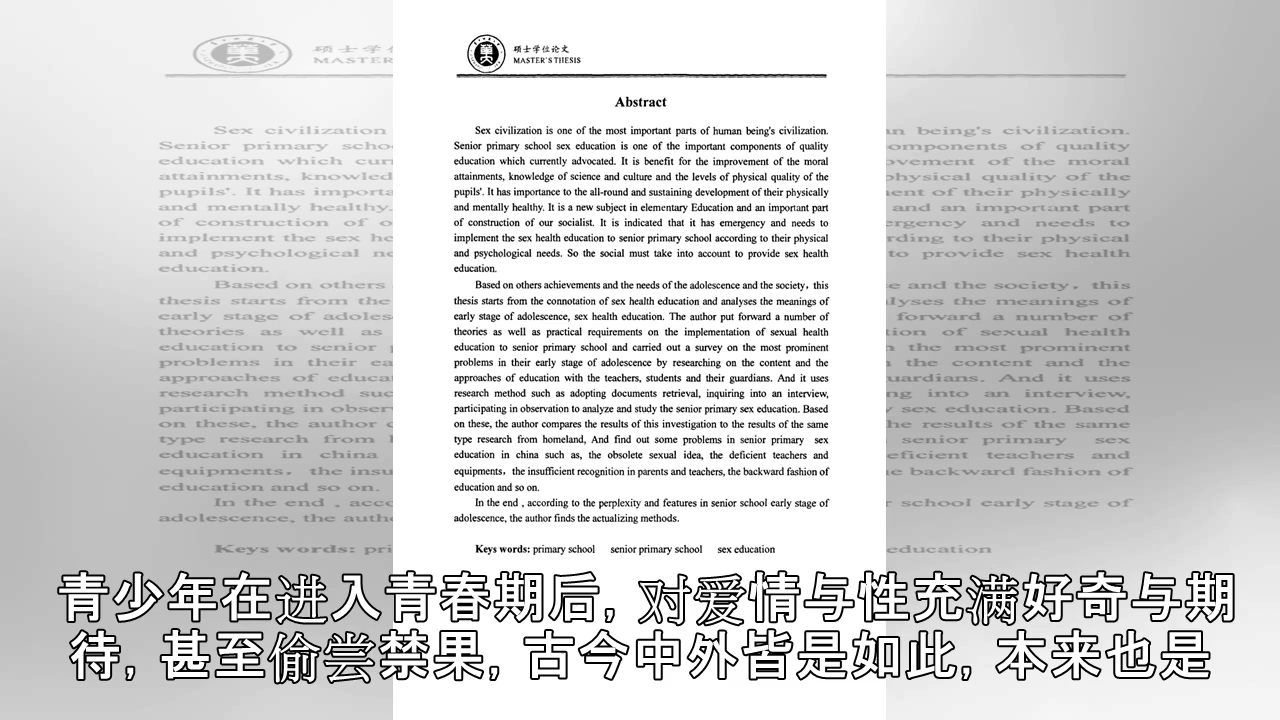 硕士学位论文
MASTER'S THESIS
Abstract
Sex civilization is one of the most important parts of human being's civilization.
Senior primary school sex education is one of the important components of quality
education which currently advocated. It is benefit for the improvement of the moral
attainments, knowledge of science and culture and the levels of physical quality of the
pupils'. It has importance to the all-round and sustaining development of their physically
and mentally healthy. It is a new subject in elementary Education and an important part
of construction of our socialist. It is indicated that it has emergency and needs to
implement the sex health education to senior primary school according to their physical
and psychological needs. So the social must take into account to provide sex health
education.
Based on others achievements and the needs of the adolescence and the society，this
thesis starts from the connotation of sex health education and analyses the meanings of
early stage of adolescence, sex health education. The author put forward a number of
theories as well as practical requirements on the implementation of sexual health
education to senior primary school and carried out a survey on the most prominent
problems in their early stage of adolescence by researching on the content and the
approaches of education with the teachers, students and their guardians. And it uses
research method such as adopting documents retrieval, inquiring into an interview,
participating in observation to analyze and study the senior primary sex education. Based
on these, the author compares the results of this investigation to the results of the same
type research from homeland, And find out some problems in senior primary sex
education in china such as, the obsolete sexual idea, the deficient teachers and
equipments，the insufficient recognition in parents and teachers, the backward fashion of
education and so on.
In the end , according to the perplexity and features in senior school early stage of
adolescence, the author finds the actualizing methods.
Keys words: primary school senior primary school sex education
青少年在进入青春期后, 对爱情与性充满好奇与期
待, 甚至偷尝禁果, 古今中外皆是如此, 本来也是